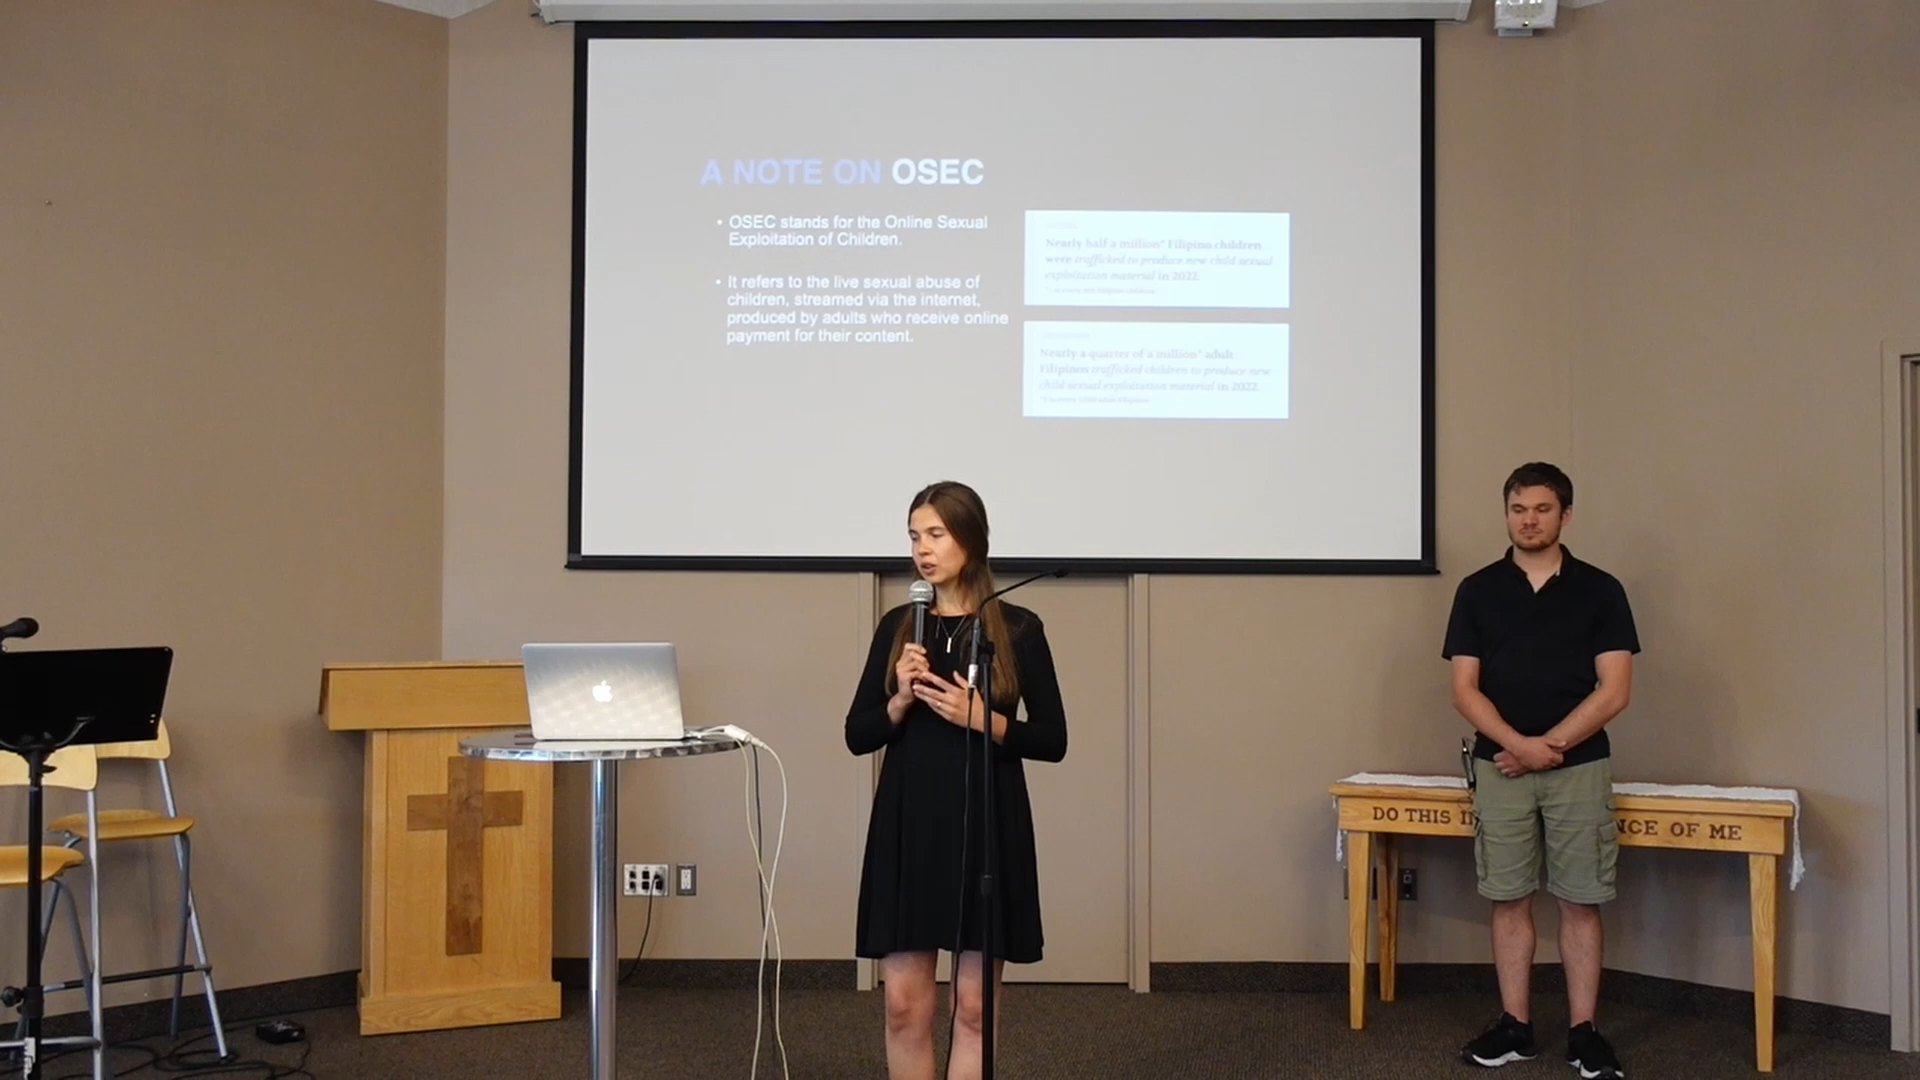 A NOTE ON OSEC
• OSEC stands for the Online Sexual
Exploitation of Children.
• It refers to the live sexual abuse of
children, streamed via the internet,
produced by adults who receive online
payment for their content.
Nearly half a million* Filipino children
were trafficked to produce new child sexual
exploitation material in 2022.
Nearly a quarter of a million* adult
Filipinos trafficked children to produce new
child sexual exploitation material in 2022.
DO THIS IN
NCE OF ME